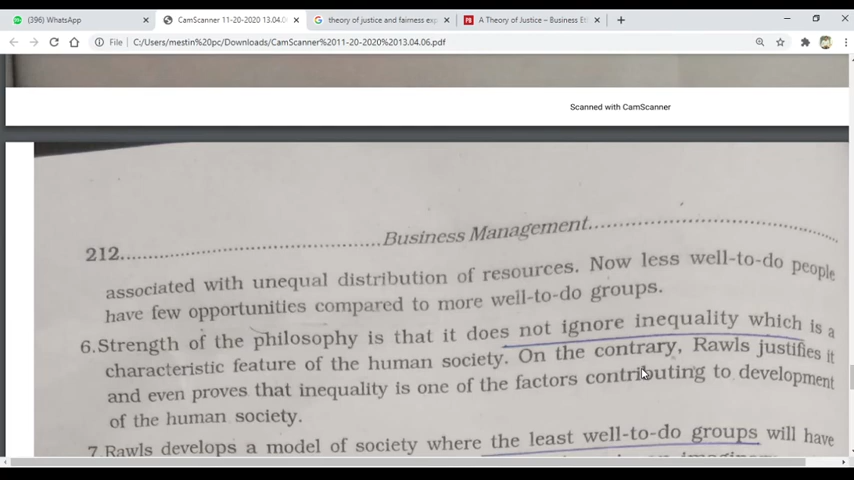 (396) WhatsApp
CamScanner 11-20-2020 13.04.0
theory of justice and fairness exp
A Theory of Justice – Business Et
File C:/Users/mestin%20pc/Downloads/CamScanner%2011-20-2020%2013.04.06.pdf
Scanned with CamScanner
212 Business Management
associated with unequal distribution of resources. Now less well-to-do people
have few opportunities compared to more well-to-do groups.
6.Strength of the philosophy is that it does not ignore inequality which is a
characteristic feature of the human society. On the contrary, Rawls justifies it
and even proves that inequality is one of the factors contributing to development
of the human society.
7.Rawls develops a model of society where the least well-to-do groups will have